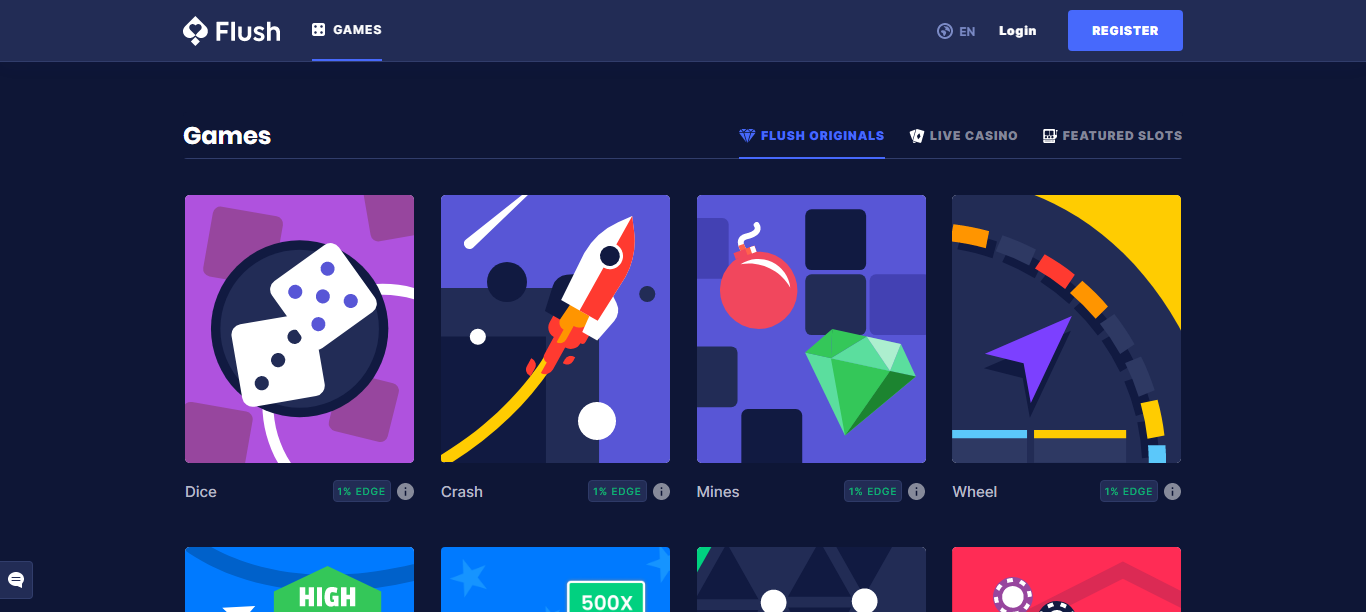 Flush
GAMES
EN
Login
REGISTER
Games
FLUSH ORIGINALS
LIVE CASINO
FEATURED SLOTS
Dice
1% EDGE
Crash
1% EDGE
Mines
1% EDGE
Wheel
1% EDGE
HIGH
500X